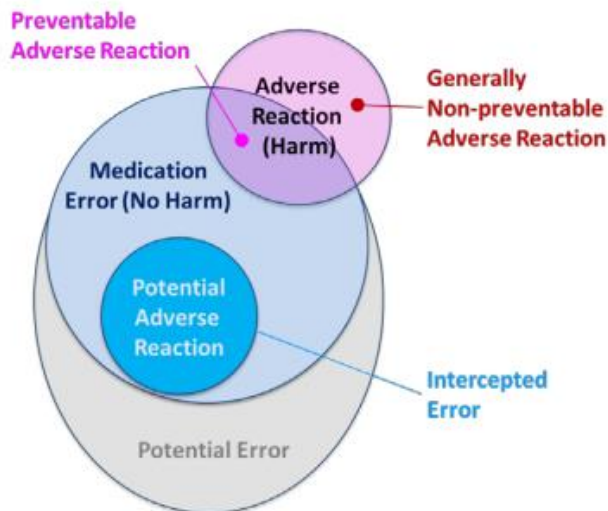 Preventable
Adverse Reaction
Adverse
Reaction
(Harm)
Generally
Non-preventable
Adverse Reaction
Medication
Error (No Harm)
Potential
Adverse
Reaction
Intercepted
Error
Potential Error